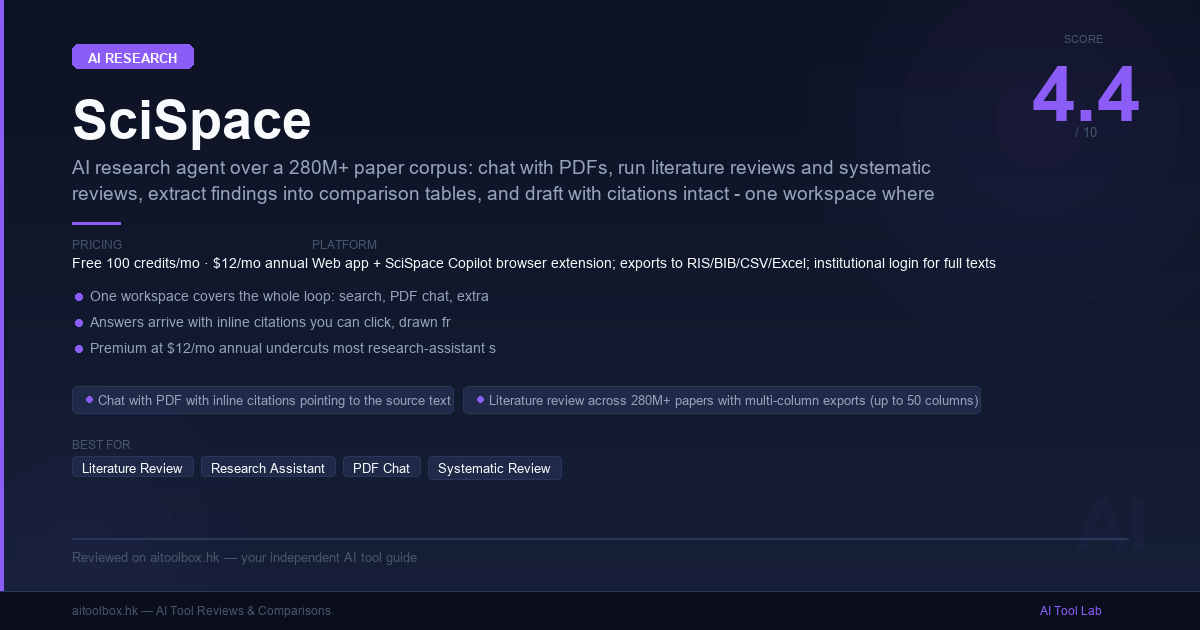 AI RESEARCH
SCORE
4.4
/ 10
SciSpace
AI research agent over a 280M+ paper corpus: chat with PDFs, run literature reviews and systematic
reviews, extract findings into comparison tables, and draft with citations intact - one workspace where
PRICING
Free 100 credits/mo · $12/mo annual
PLATFORM
Web app + SciSpace Copilot browser extension; exports to RIS/BIB/CSV/Excel; institutional login for full texts
One workspace covers the whole loop: search, PDF chat, extra
Answers arrive with inline citations you can click, drawn fr
Premium at $12/mo annual undercuts most research-assistant s
Chat with PDF with inline citations pointing to the source text
Literature review across 280M+ papers with multi-column exports (up to 50 columns)
BEST FOR
Literature Review
Research Assistant
PDF Chat
Systematic Review
AI
Reviewed on aitoolbox.hk — your independent AI tool guide
aitoolbox.hk — AI Tool Reviews & Comparisons
AI Tool Lab